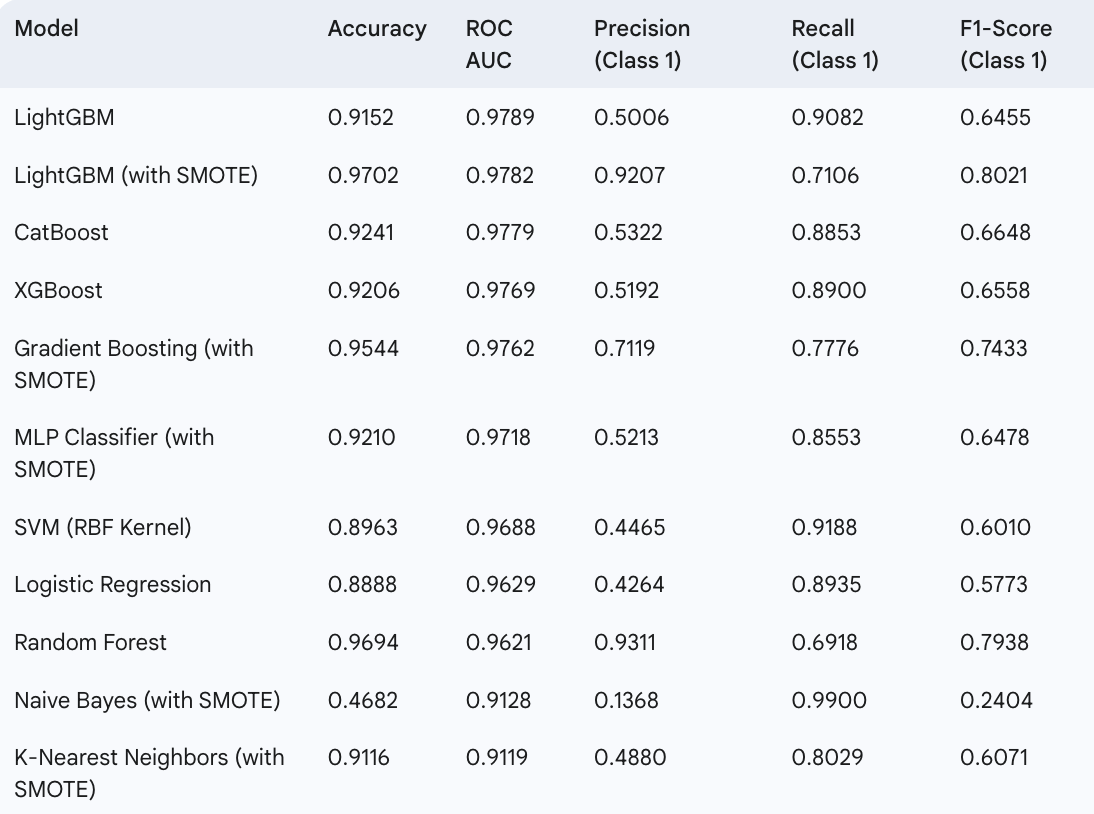 Model Accuracy ROC AUC Precision (Class 1) Recall (Class 1) F1-Score (Class 1)
LightGBM 0.9152 0.9789 0.5006 0.9082 0.6455
LightGBM (with SMOTE) 0.9702 0.9782 0.9207 0.7106 0.8021
CatBoost 0.9241 0.9779 0.5322 0.8853 0.6648
XGBoost 0.9206 0.9769 0.5192 0.8900 0.6558
Gradient Boosting (with SMOTE) 0.9544 0.9762 0.7119 0.7776 0.7433
MLP Classifier (with SMOTE) 0.9210 0.9718 0.5213 0.8553 0.6478
SVM (RBF Kernel) 0.8963 0.9688 0.4465 0.9188 0.6010
Logistic Regression 0.8888 0.9629 0.4264 0.8935 0.5773
Random Forest 0.9694 0.9621 0.9311 0.6918 0.7938
Naive Bayes (with SMOTE) 0.4682 0.9128 0.1368 0.9900 0.2404
K-Nearest Neighbors (with SMOTE) 0.9116 0.9119 0.4880 0.8029 0.6071